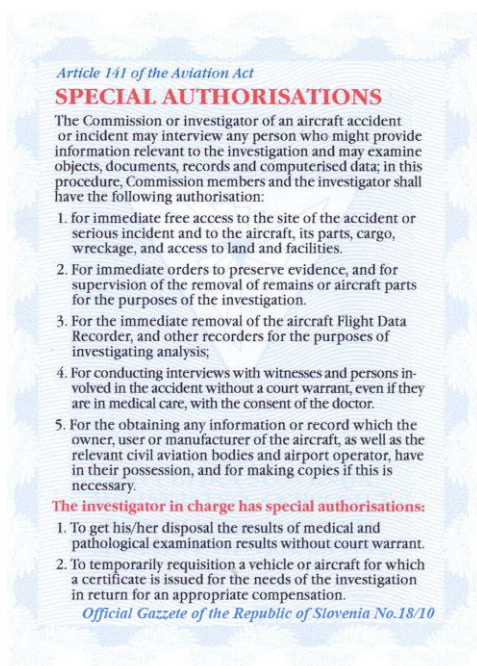 Article 141 of the Aviation Act
SPECIAL AUTHORISATIONS
The Commission or investigator of an aircraft accident
or incident may interview any person who might provide
information relevant to the investigation and may examine
objects, documents, records and computerised data; in this
procedure, Commission members and the investigator shall
have the following authorisation:
1. for immediate free access to the site of the accident or
serious incident and to the aircraft, its parts, cargo,
wreckage, and access to land and facilities.
2. For immediate orders to preserve evidence, and for
supervision of the removal of remains or aircraft parts
for the purposes of the investigation.
3. For the immediate removal of the aircraft Flight Data
Recorder, and other recorders for the purposes of
investigating analysis;
4. For conducting interviews with witnesses and persons in-
volved in the accident without a court warrant, even if they
are in medical care, with the consent of the doctor.
5. For the obtaining any information or record which the
owner, user or manufacturer of the aircraft, as well as the
relevant civil aviation bodies and airport operator, have
in their possession, and for making copies if this is
necessary.
The investigator in charge has special authorisations:
1. To get his/her disposal the results of medical and
pathological examination results without court warrant.
2. To temporarily requisition a vehicle or aircraft for which
a certificate is issued for the needs of the investigation
in return for an appropriate compensation.
Official Gazzete of the Republic of Slovenia No.18/10